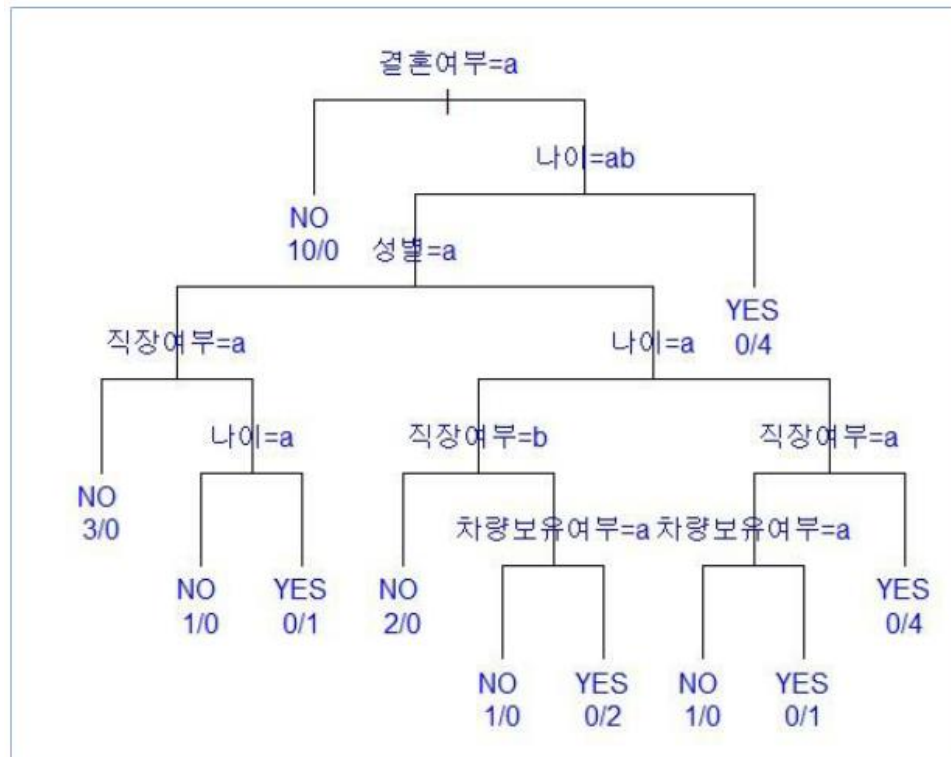 결혼여부=a
나이=ab
NO
10/0
성별=a
YES
0/4
직장여부=a
나이=a
NO
3/0
나이=a
직장여부=b
직장여부=a
NO
1/0
YES
0/1
NO
2/0
차량보유여부=a
차량보유여부=a
YES
0/4
NO
1/0
YES
0/2
NO
1/0
YES
0/1